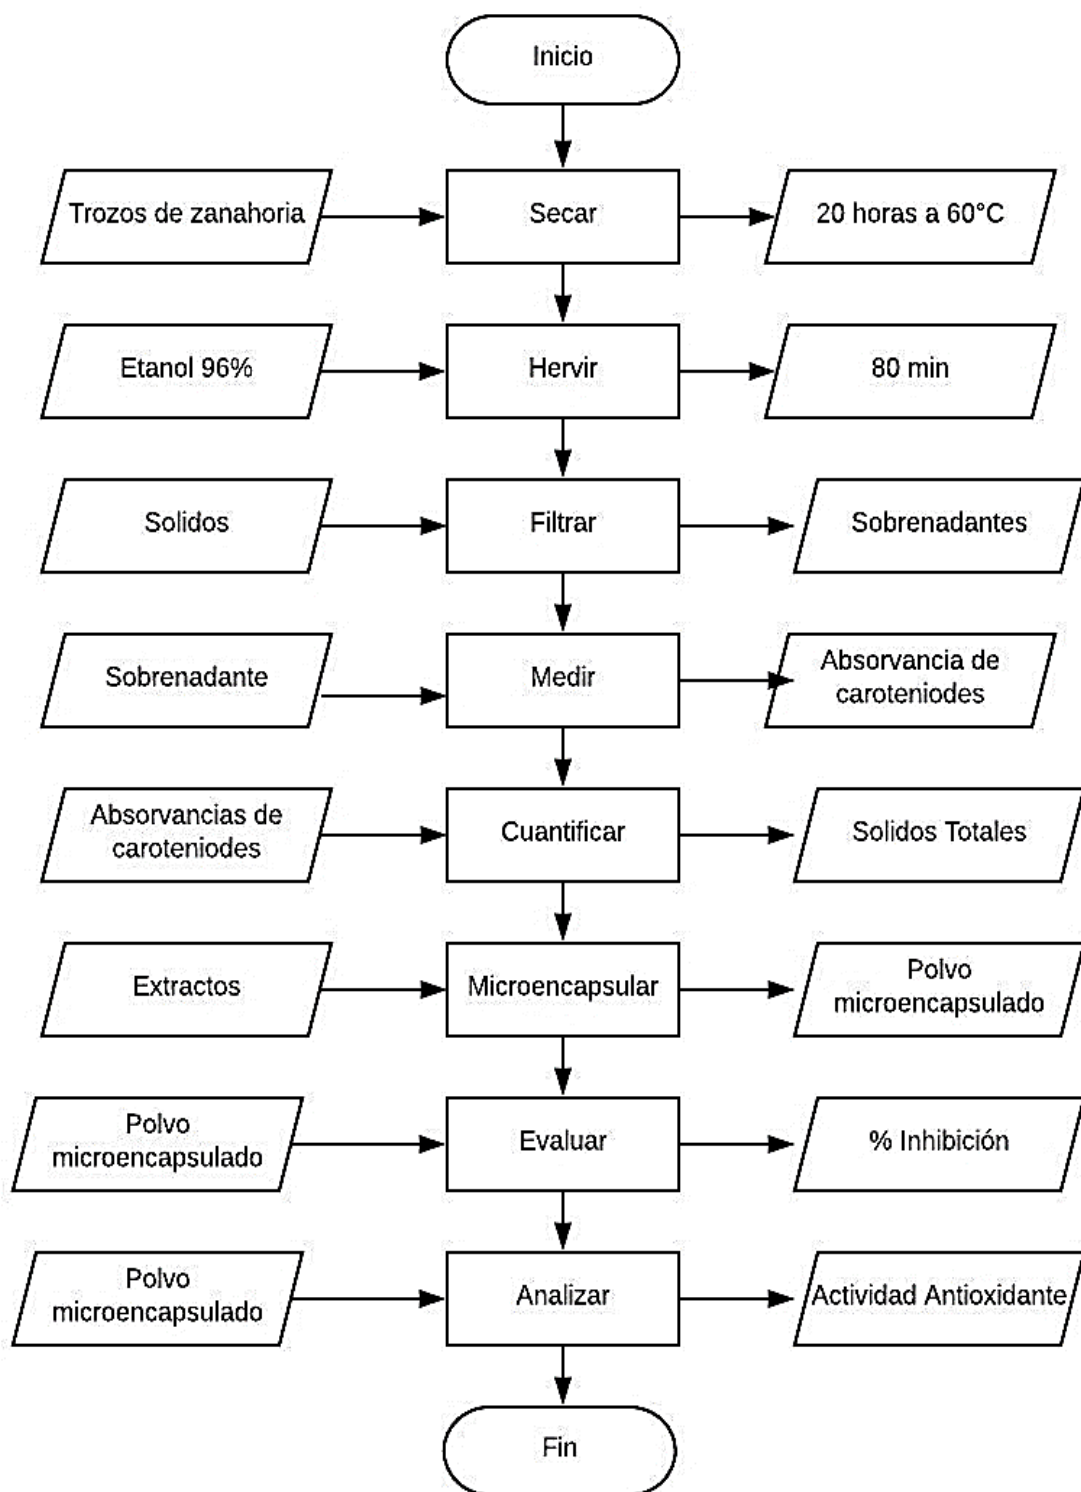 Inicio
Trozos de zanahoria
Secar
20 horas a 60°C
Etanol 96%
Hervir
80 min
Solidos
Filtrar
Sobrenadantes
Sobrenadante
Medir
Absorvancia de
caroteniodes
Absorvancias de
caroteniodes
Cuantificar
Solidos Totales
Extractos
Microencapsular
Polvo
microencapsulado
Polvo
microencapsulado
Evaluar
% Inhibición
Polvo
microencapsulado
Analizar
Actividad Antioxidante
Fin